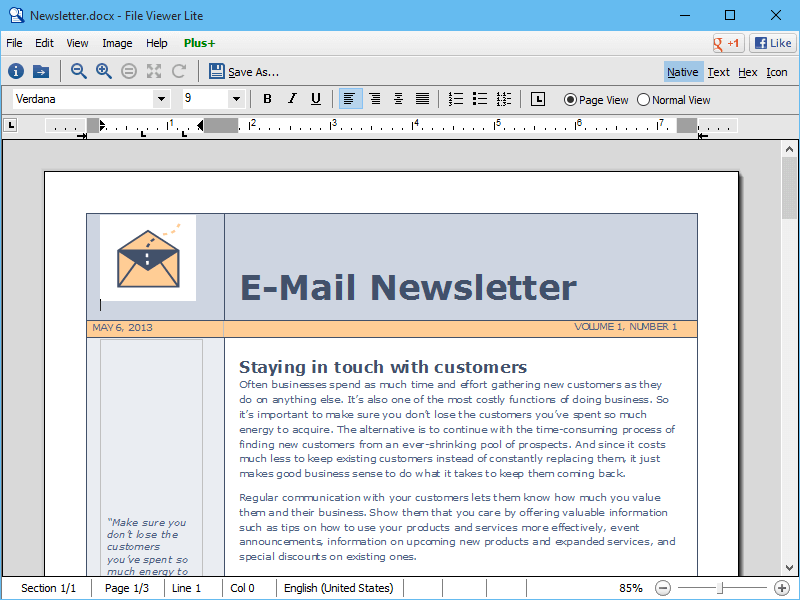 Newsletter.docx - File Viewer Lite
File Edit View Image Help Plus+
+1 Like
Save As...
Native Text Hex Icon
Verdana 9 B I U Page View Normal View
1 2 3 4 5 6 7
E-Mail Newsletter
MAY 6, 2013 VOLUME 1, NUMBER 1
Staying in touch with customers
Often businesses spend as much time and effort gathering new customers as they
do on anything else. It's also one of the most costly functions of doing business. So
it's important to make sure you don't lose the customers you've spent so much
energy to acquire. The alternative is to continue with the time-consuming process of
finding new customers from an ever-shrinking pool of prospects. And since it costs
much less to keep existing customers instead of constantly replacing them, it just
makes good business sense to do what it takes to keep them coming back.
Regular communication with your customers lets them know how much you value
them and their business. Show them that you care by offering valuable information
such as tips on how to use your products and services more effectively, event
announcements, information on upcoming new products and expanded services, and
special discounts on existing ones.
"Make sure you
don't lose the
customers
you've spent so
much energy to
Section 1/1 Page 1/3 Line 1 Col 0 English (United States) 85%